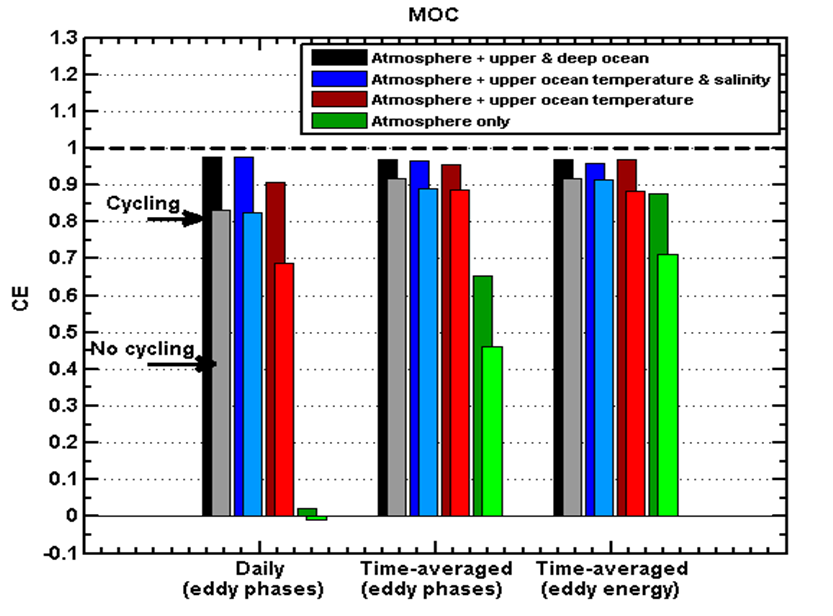 MOC
1.3
1.2
1.1
1
0.9
0.8
0.7
0.6
0.5
0.4
0.3
0.2
0.1
0
-0.1
CE
Atmosphere + upper & deep ocean
Atmosphere + upper ocean temperature & salinity
Atmosphere + upper ocean temperature
Atmosphere only
Cycling
No cycling
Daily
(eddy phases)
Time-averaged
(eddy phases)
Time-averaged
(eddy energy)